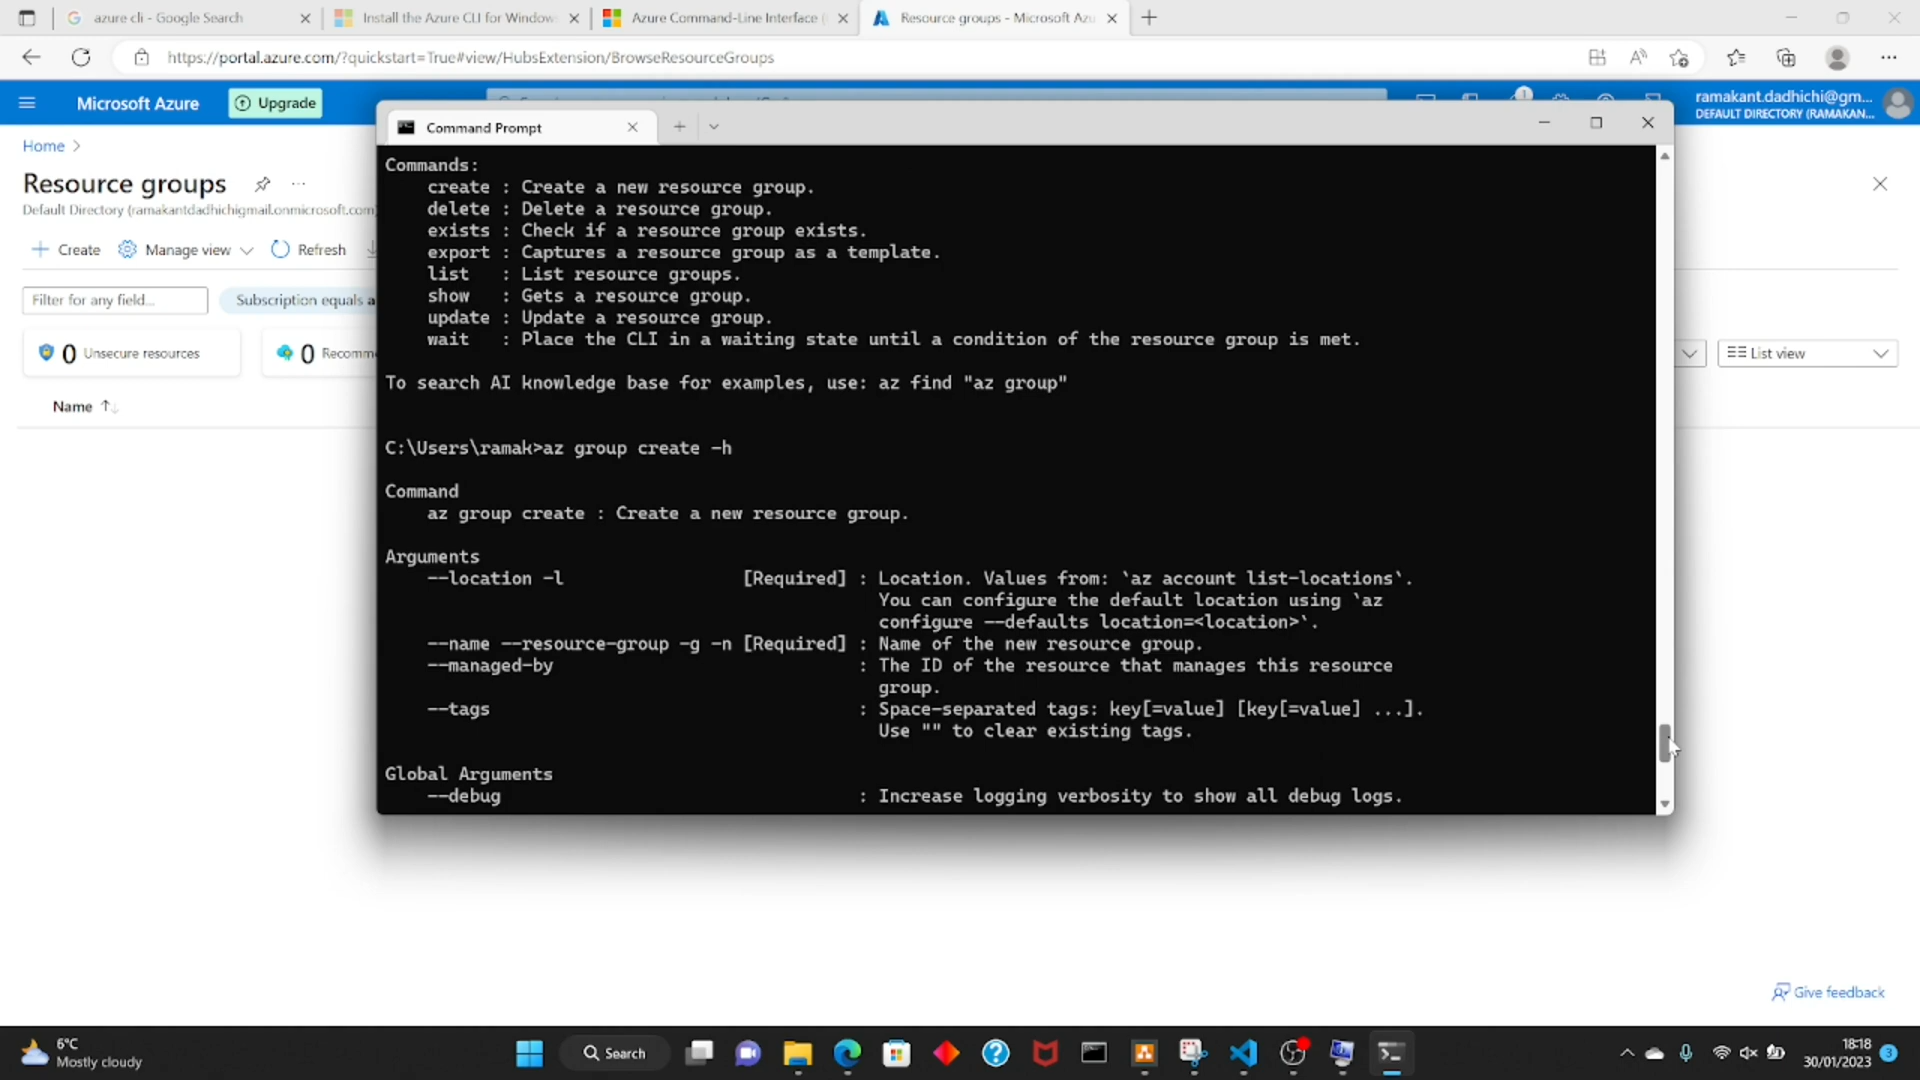 azure cli - Google Search
Install the Azure CLI for Window
Azure Command-Line Interface (
Resource groups - Microsoft Azu
https://portal.azure.com/?quickstart=True#view/HubsExtension/BrowseResourceGroups
Microsoft Azure
Upgrade
1
ramakant.dadhichi@gm...
DEFAULT DIRECTORY (RAMAKAN...
Command Prompt
Home >
Resource groups
...
Default Directory (ramakantdadhichigmail.onmicrosoft.com
Create
Manage view
Refresh
Filter for any field...
Subscription equals a
0 Unsecure resources
0 Recomm
List view
Name
Commands:
create : Create a new resource group.
delete : Delete a resource group.
exists : Check if a resource group exists.
export : Captures a resource group as a template.
list : List resource groups.
show : Gets a resource group.
update : Update a resource group.
wait : Place the CLI in a waiting state until a condition of the resource group is met.
To search AI knowledge base for examples, use: az find "az group"
C:\Users\ramak>az group create -h
Command
az group create : Create a new resource group.
Arguments
--location -l [Required] : Location. Values from: `az account list-locations`.
You can configure the default location using `az
configure --defaults location=<location>`.
--name --resource-group -g -n [Required] : Name of the new resource group.
--managed-by : The ID of the resource that manages this resource
group.
--tags : Space-separated tags: key[=value] [key[=value] ...].
Use "" to clear existing tags.
Global Arguments
--debug : Increase logging verbosity to show all debug logs.
Give feedback
6°C
Mostly cloudy
Search
18:18
30/01/2023
3